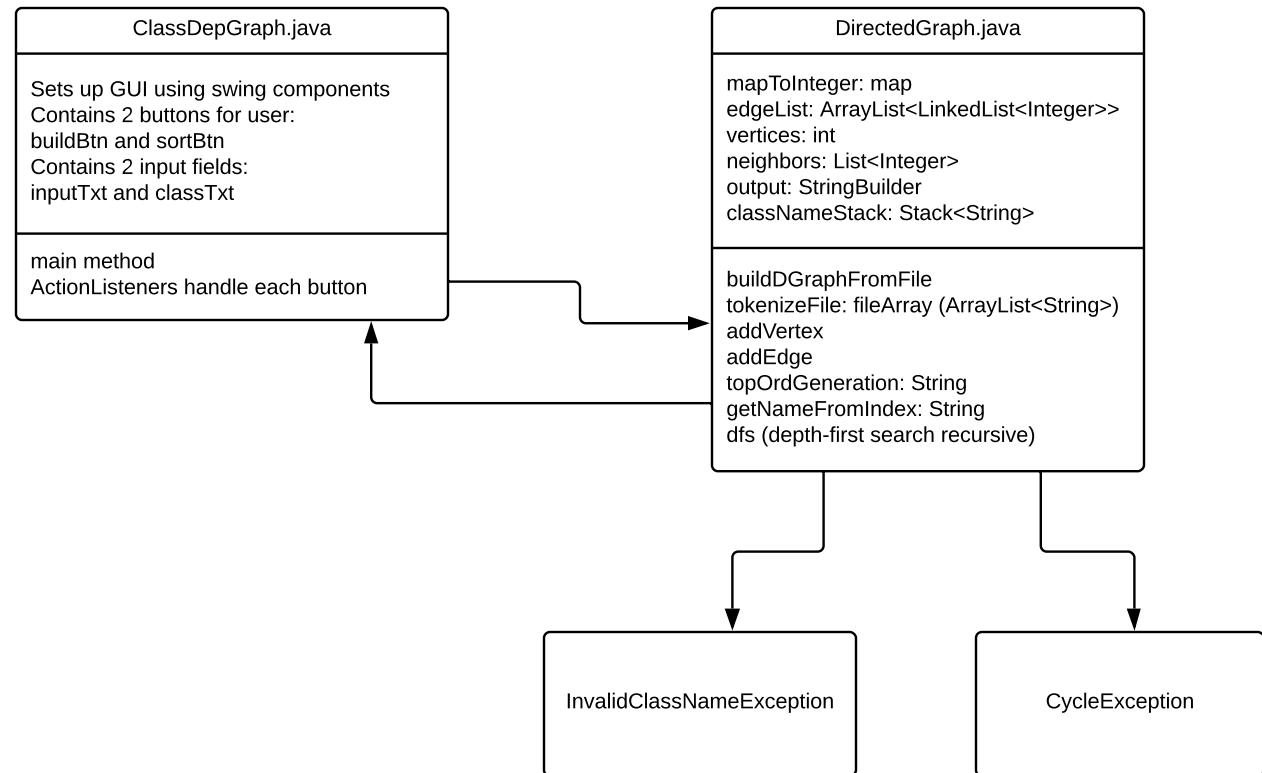 ClassDepGraph.java
Sets up GUI using swing components
Contains 2 buttons for user:
buildBtn and sortBtn
Contains 2 input fields:
inputTxt and classTxt
main method
ActionListeners handle each button
DirectedGraph.java
mapToInteger: map
edgeList: ArrayList<LinkedList<Integer>>
vertices: int
neighbors: List<Integer>
output: StringBuilder
classNameStack: Stack<String>
buildDGraphFromFile
tokenizeFile: fileArray (ArrayList<String>)
addVertex
addEdge
topOrdGeneration: String
getNameFromIndex: String
dfs (depth-first search recursive)
InvalidClassNameException
CycleException